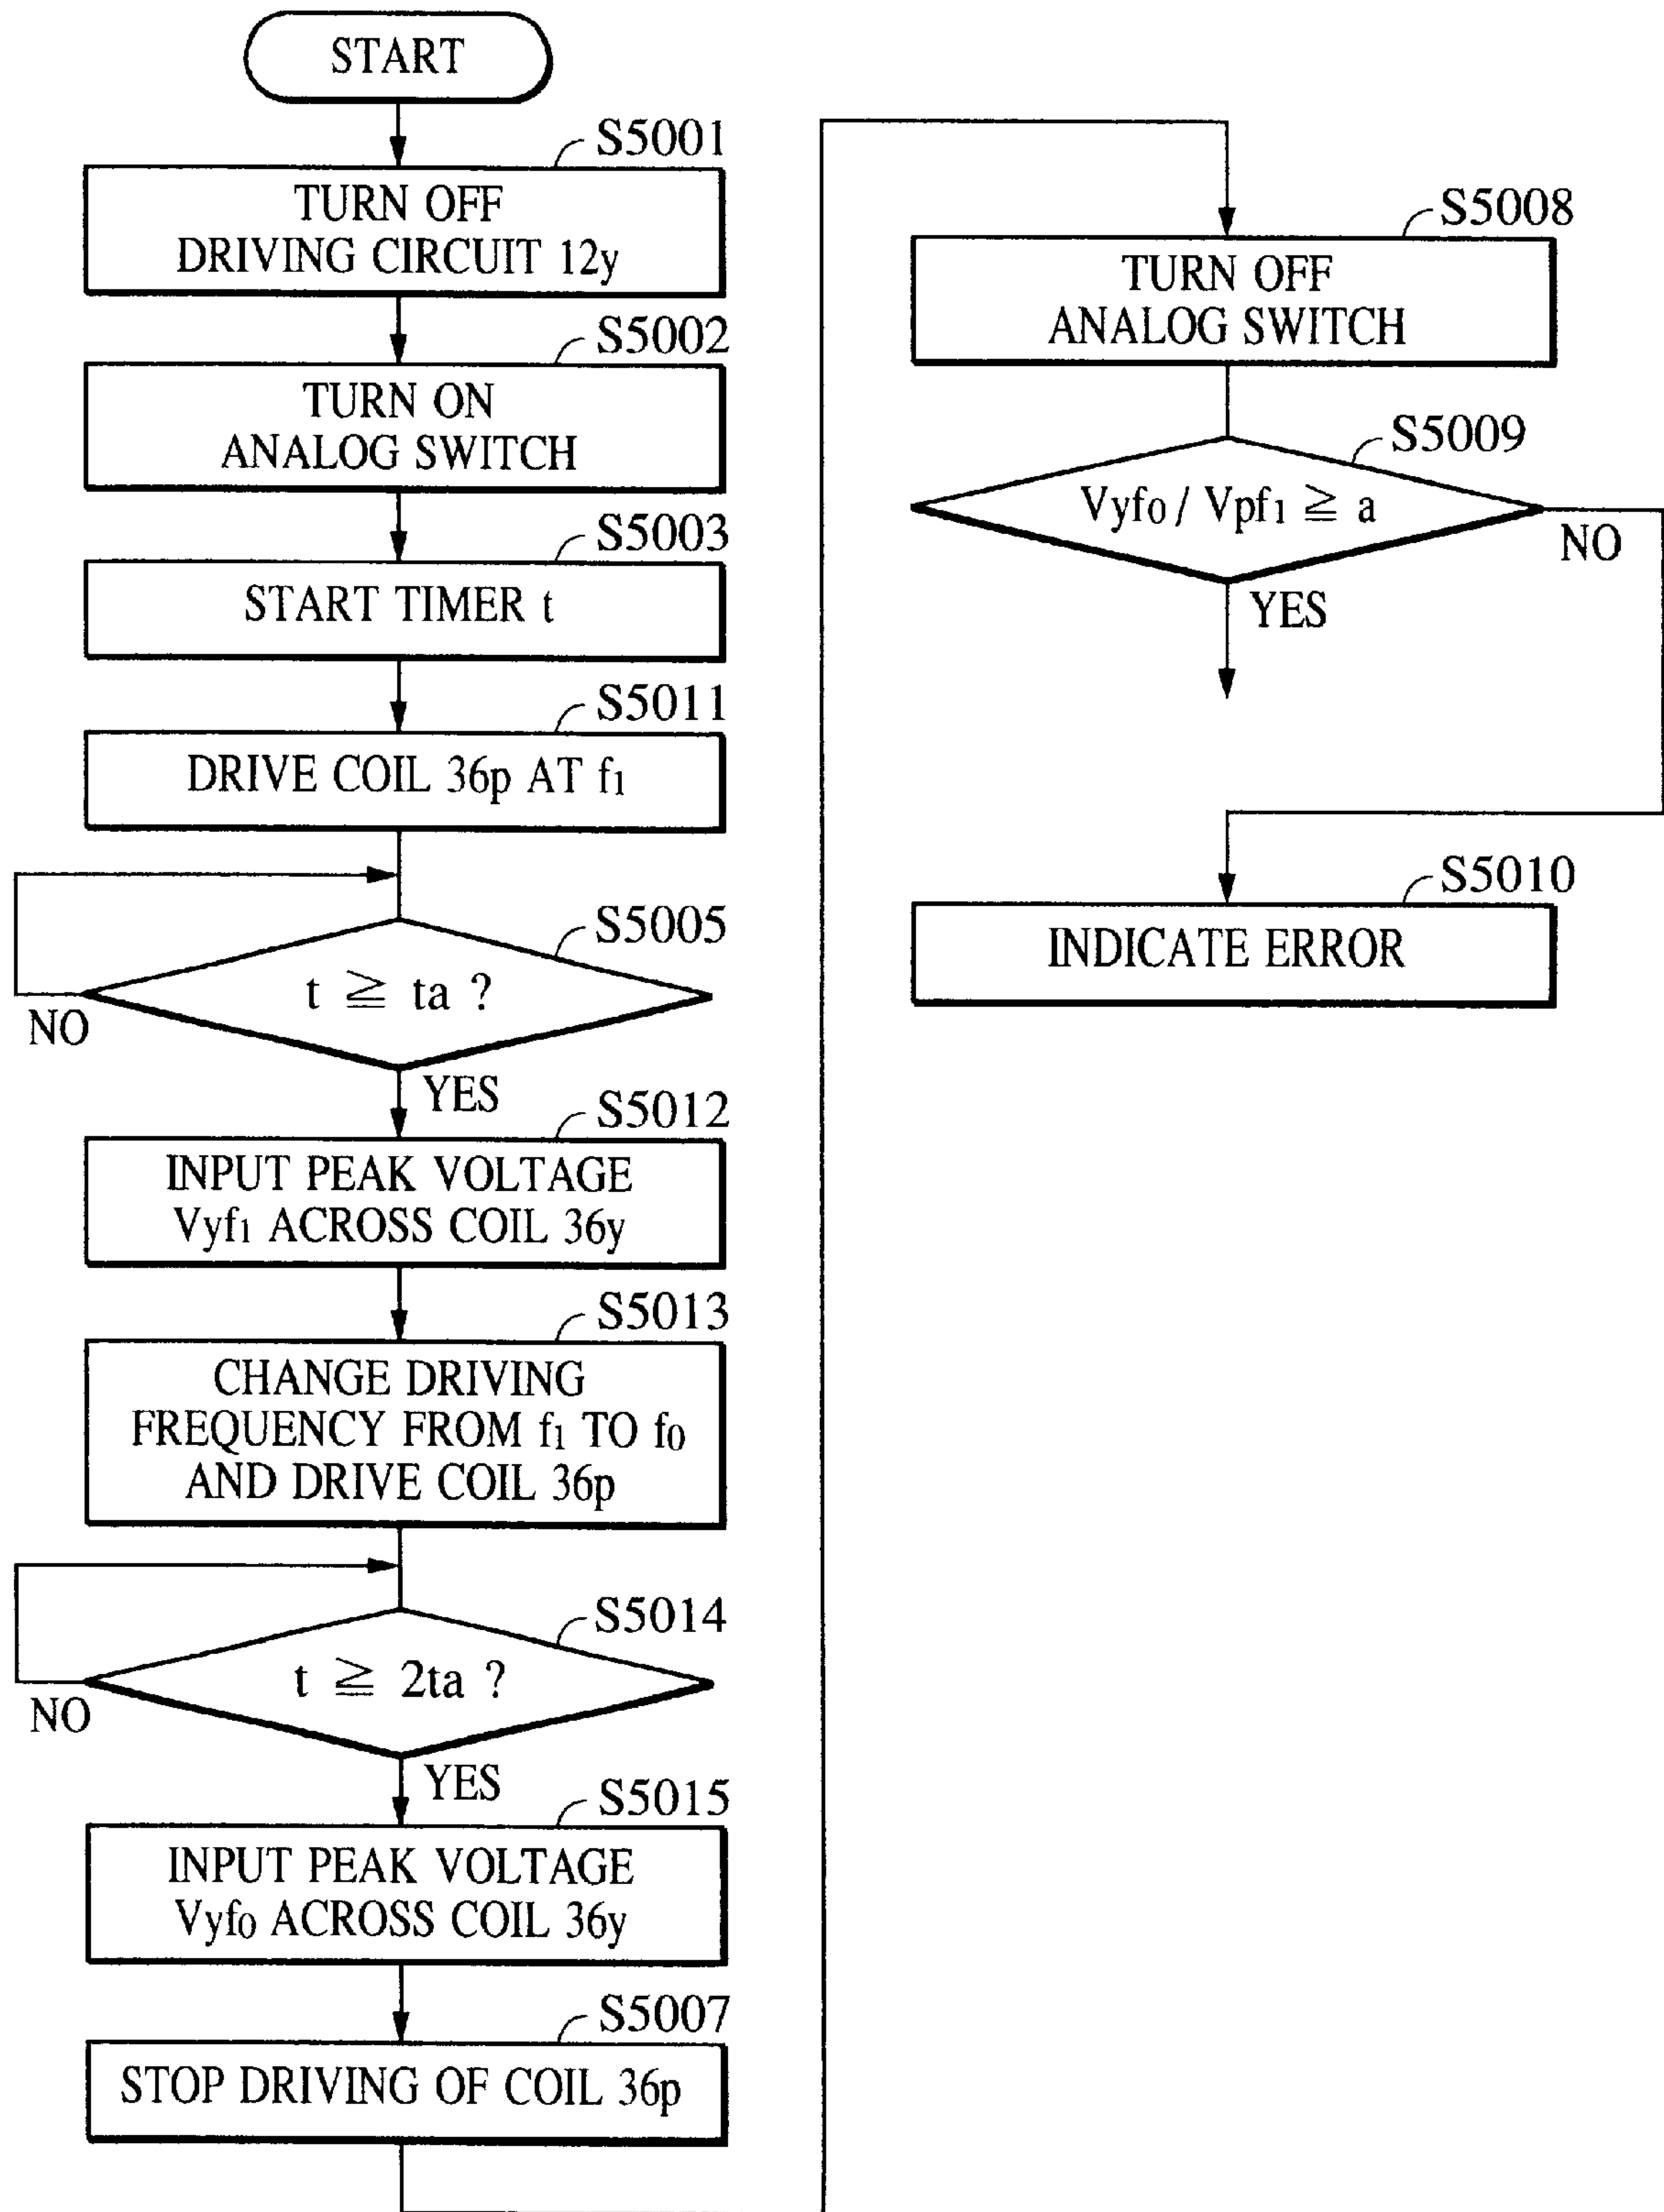 START
S5001
TURN OFF
DRIVING CIRCUIT 12y
S5002
TURN ON
ANALOG SWITCH
S5003
START TIMER t
S5011
DRIVE COIL 36p AT f1
S5005
t ≧ ta ?
NO
YES
S5012
INPUT PEAK VOLTAGE
Vyf1 ACROSS COIL 36y
S5013
CHANGE DRIVING
FREQUENCY FROM f1 TO f0
AND DRIVE COIL 36p
S5014
t ≧ 2ta ?
NO
YES
S5015
INPUT PEAK VOLTAGE
Vyf0 ACROSS COIL 36y
S5007
STOP DRIVING OF COIL 36p
S5008
TURN OFF
ANALOG SWITCH
S5009
Vyf0 / Vpf1 ≧ a
NO
YES
S5010
INDICATE ERROR